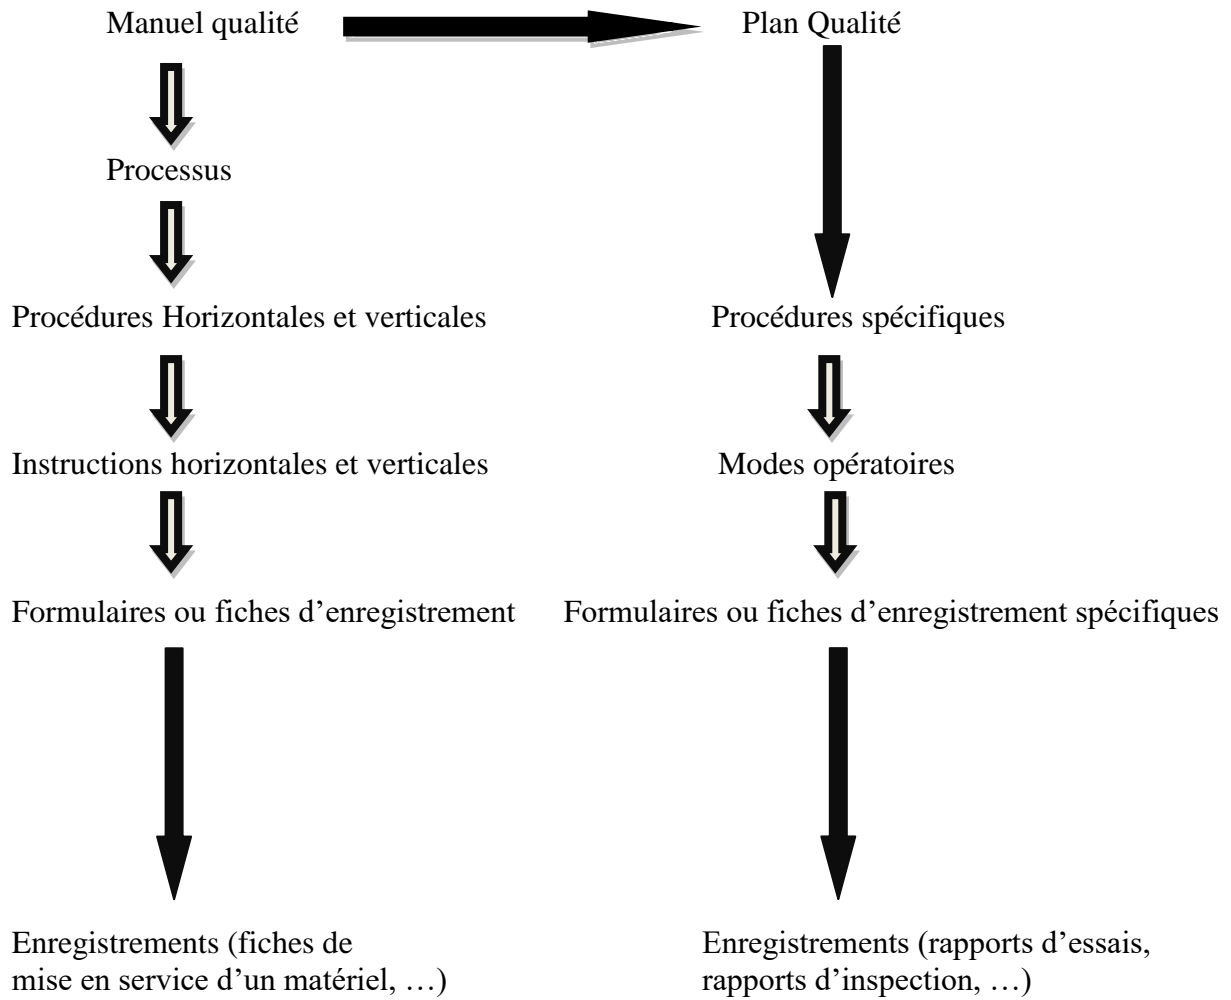 Manuel qualité
Plan Qualité
Processus
Procédures Horizontales et verticales
Procédures spécifiques
Instructions horizontales et verticales
Modes opératoires
Formulaires ou fiches d’enregistrement
Formulaires ou fiches d’enregistrement spécifiques
Enregistrements (fiches de
mise en service d’un matériel, …)
Enregistrements (rapports d’essais,
rapports d’inspection, …)